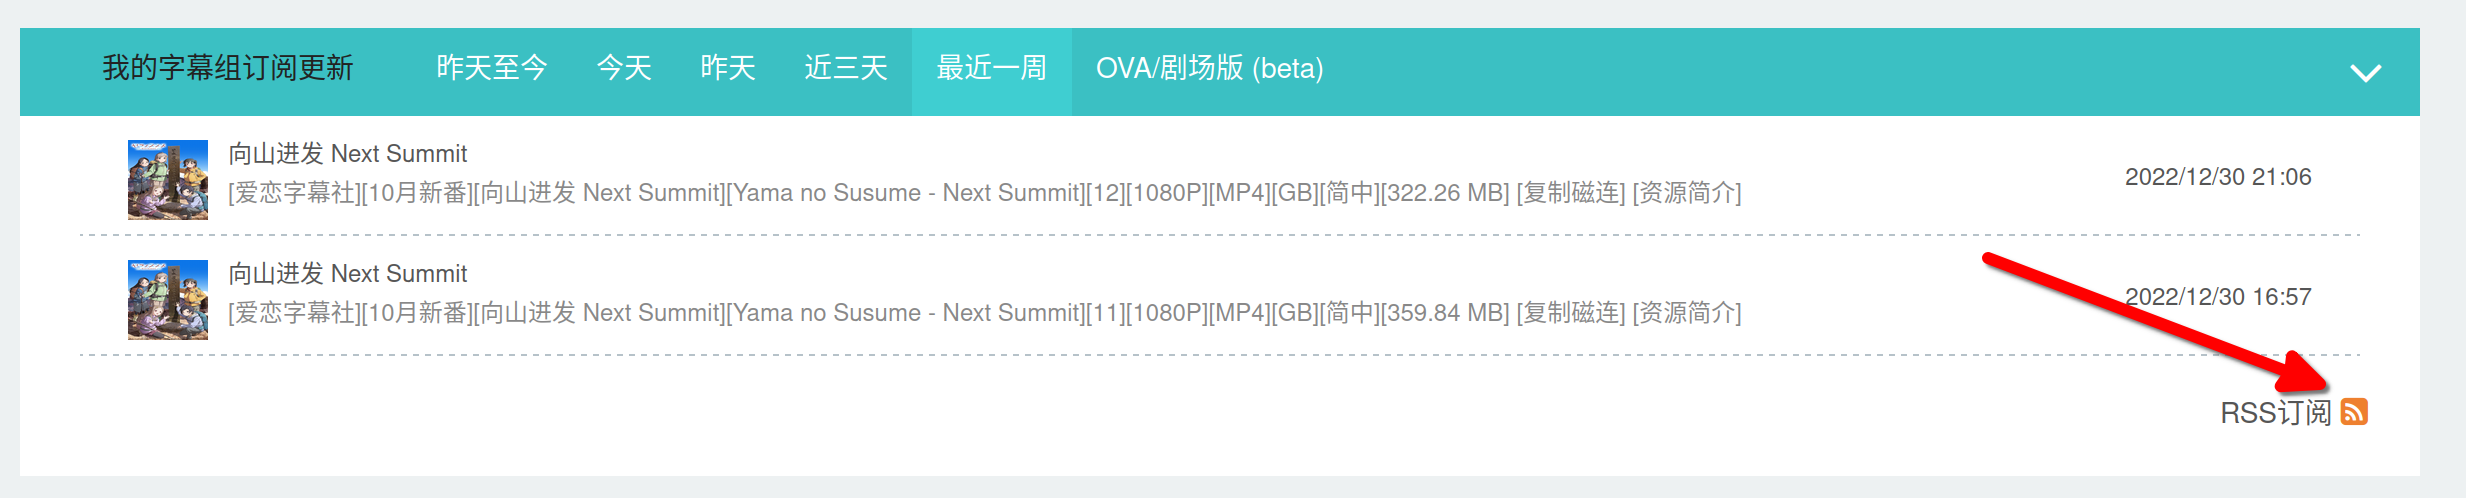 我的字幕组订阅更新 昨天至今 今天 昨天 近三天 最近一周 OVA/剧场版 (beta)
向山进发 Next Summit
[爱恋字幕社][10月新番][向山进发 Next Summit][Yama no Susume - Next Summit][12][1080P][MP4][GB][简中][322.26 MB] [复制磁连] [资源简介]
2022/12/30 21:06
向山进发 Next Summit
[爱恋字幕社][10月新番][向山进发 Next Summit][Yama no Susume - Next Summit][11][1080P][MP4][GB][简中][359.84 MB] [复制磁连] [资源简介]
2022/12/30 16:57
RSS订阅